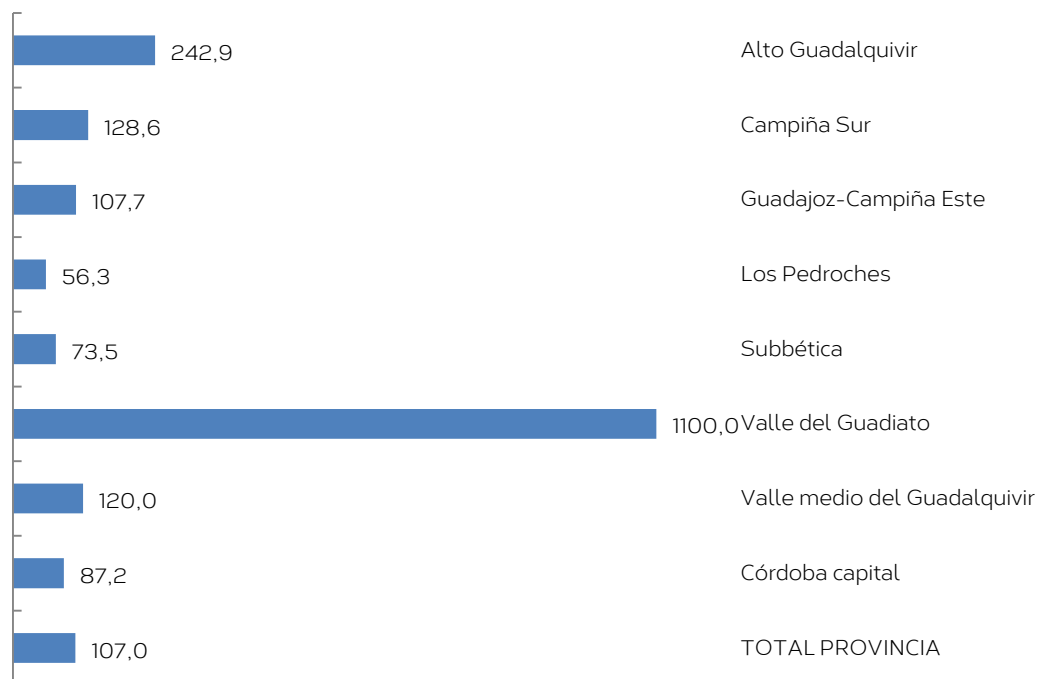 242,9 Alto Guadalquivir
128,6 Campiña Sur
107,7 Guadajoz-Campiña Este
56,3 Los Pedroches
73,5 Subbética
1100,0 Valle del Guadiato
120,0 Valle medio del Guadalquivir
87,2 Córdoba capital
107,0 TOTAL PROVINCIA